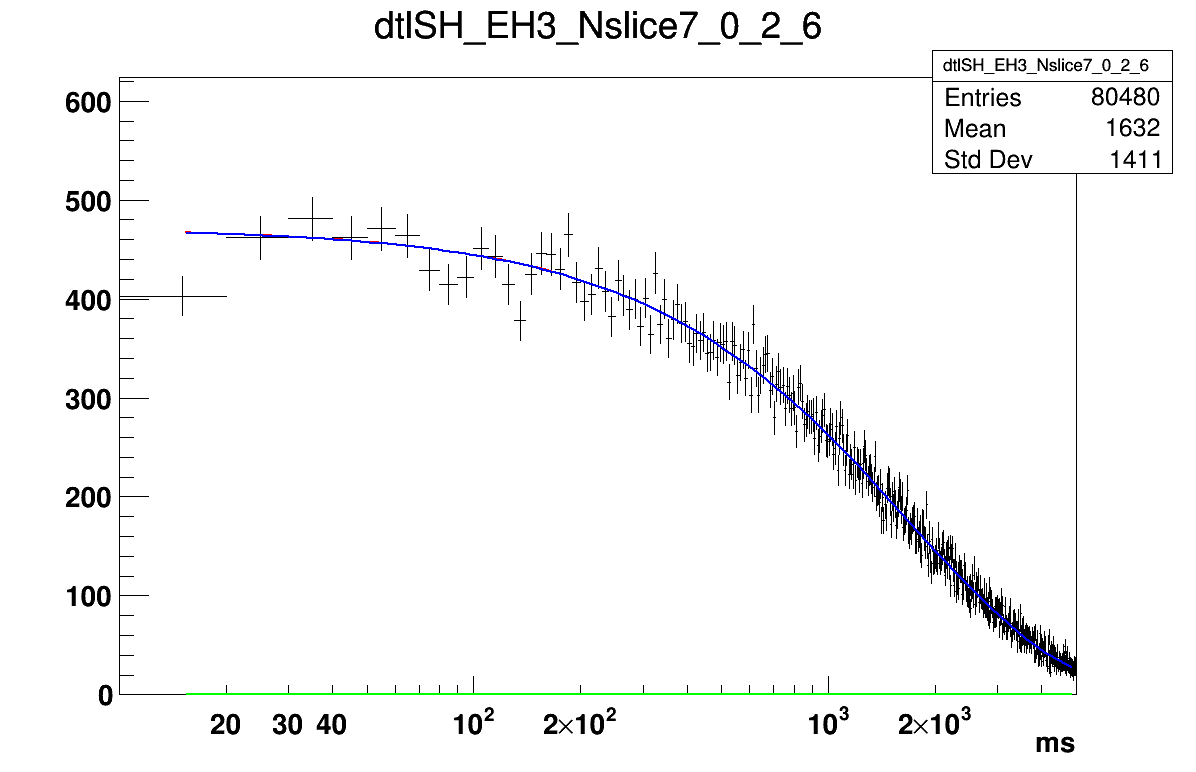 dtlSH_EH3_Nslice7_0_2_6
dtlSH_EH3_Nslice7_0_2_6
Entries 80480
Mean 1632
Std Dev 1411
600
500
400
300
200
100
0
20 30 40 10² 2×10² 10³ 2×10³
ms